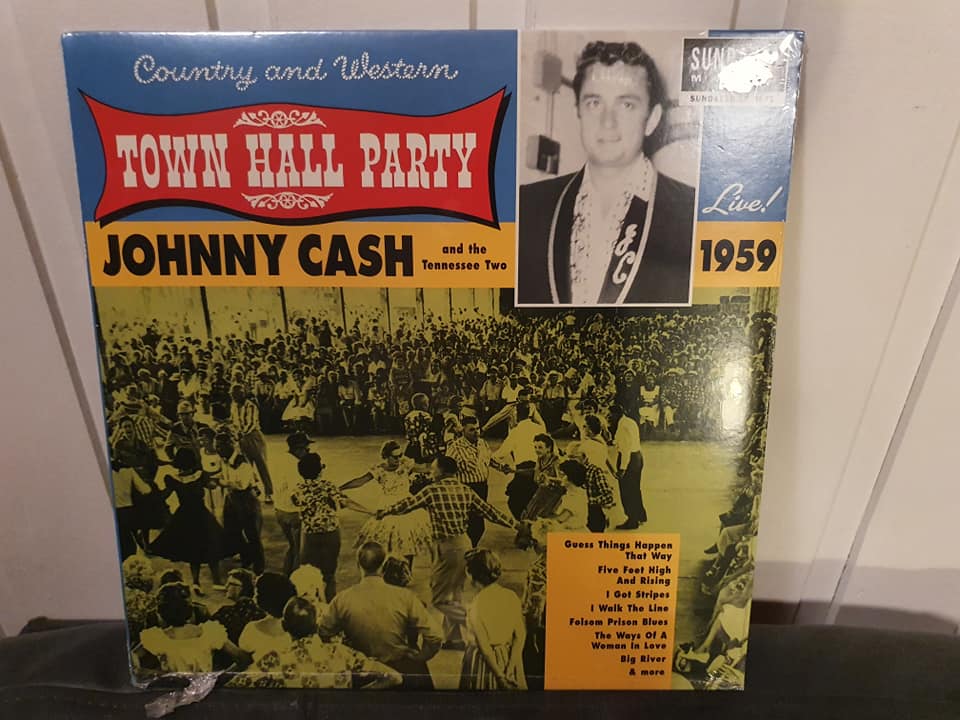 Country and Western
TOWN HALL PARTY
JOHNNY CASH
and the
Tennessee Two
Live!
1959
Guess Things Happen
That Way
Five Feet High
And Rising
I Got Stripes
I Walk The Line
Folsom Prison Blues
The Ways Of A
Woman In Love
Big River
& more